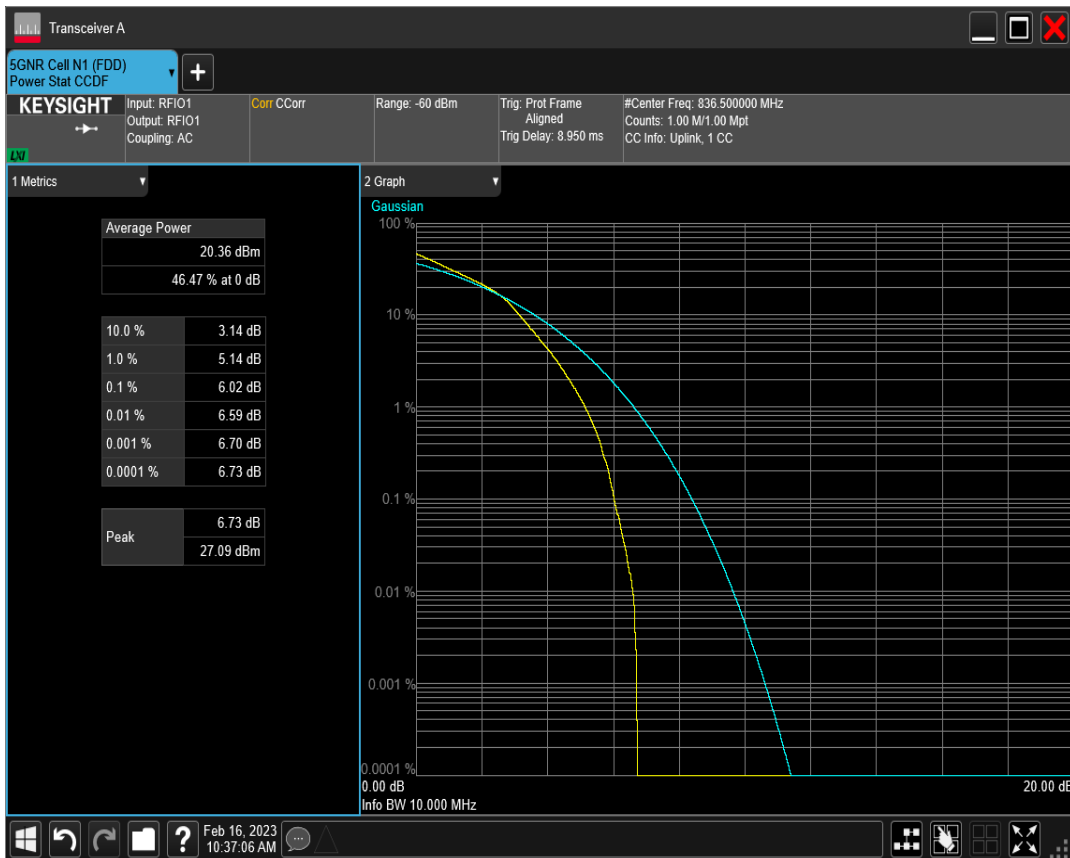 Transceiver A
5GNR Cell N1 (FDD)
Power Stat CCDF
KEYSIGHT
LXI
Input: RFIO1
Output: RFIO1
Coupling: AC
Corr CCorr
Range: -60 dBm
Trig: Prot Frame
Aligned
Trig Delay: 8.950 ms
#Center Freq: 836.500000 MHz
Counts: 1.00 M/1.00 Mpt
CC Info: Uplink, 1 CC
1 Metrics
Average Power
20.36 dBm
46.47 % at 0 dB
10.0 % 3.14 dB
1.0 % 5.14 dB
0.1 % 6.02 dB
0.01 % 6.59 dB
0.001 % 6.70 dB
0.0001 % 6.73 dB
Peak
6.73 dB
27.09 dBm
2 Graph
Gaussian
100 %
10 %
1 %
0.1 %
0.01 %
0.001 %
0.0001 %
0.00 dB 20.00 dB
Info BW 10.000 MHz
? Feb 16, 2023
10:37:06 AM